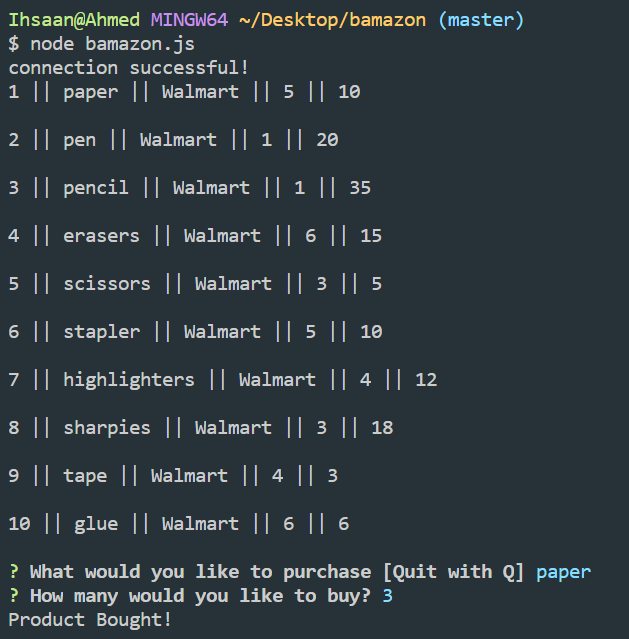 Ihsaan@Ahmed MINGW64 ~/Desktop/bamazon (master)
$ node bamazon.js
connection successful!
1 || paper || Walmart || 5 || 10
2 || pen || Walmart || 1 || 20
3 || pencil || Walmart || 1 || 35
4 || erasers || Walmart || 6 || 15
5 || scissors || Walmart || 3 || 5
6 || stapler || Walmart || 5 || 10
7 || highlighters || Walmart || 4 || 12
8 || sharpies || Walmart || 3 || 18
9 || tape || Walmart || 4 || 3
10 || glue || Walmart || 6 || 6
? What would you like to purchase [Quit with Q] paper
? How many would you like to buy? 3
Product Bought!